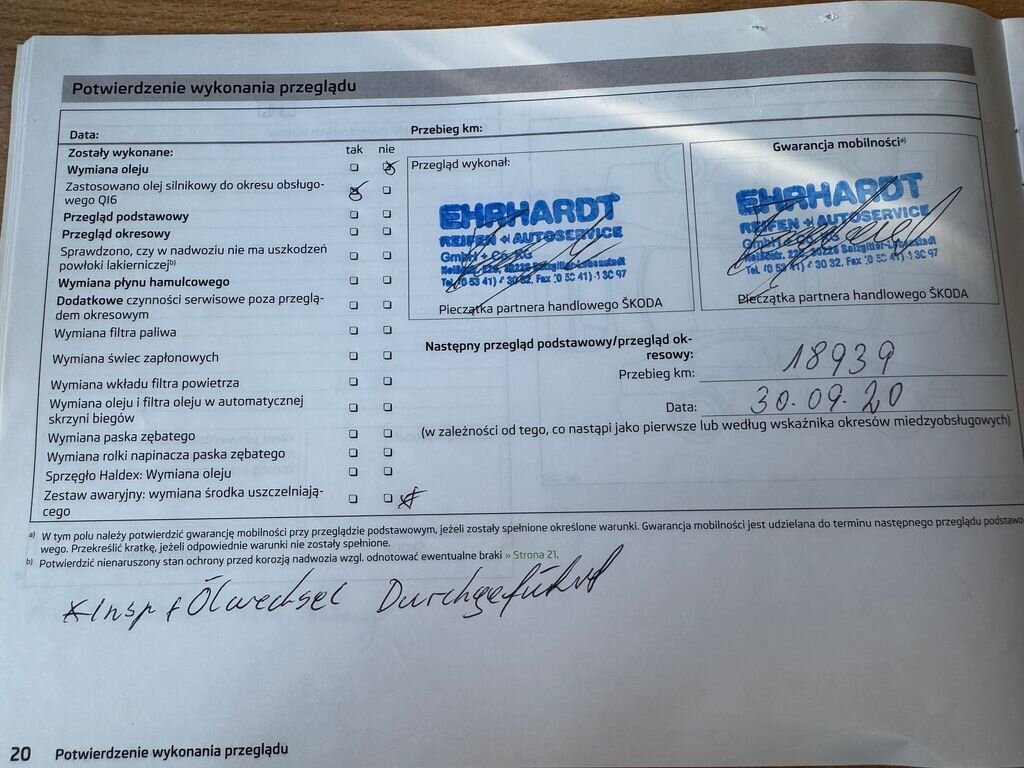 Potwierdzenie wykonania przeglądu
Data:
Przebieg km:
Zostały wykonane: tak nie
Wymiana oleju
Zastosowano olej silnikowy do okresu obsługo-
wego QI6
Przegląd podstawowy
Przegląd okresowy
Sprawdzono, czy w nadwoziu nie ma uszkodzeń
powłoki lakierniczej b)
Wymiana płynu hamulcowego
Dodatkowe czynności serwisowe poza przeglą-
dem okresowym
Wymiana filtra paliwa
Wymiana świec zapłonowych
Wymiana wkładu filtra powietrza
Wymiana oleju i filtra oleju w automatycznej
skrzyni biegów
Wymiana paska zębatego
Wymiana rolki napinacza paska zębatego
Sprzęgło Haldex: Wymiana oleju
Zestaw awaryjny: wymiana środka uszczelniają-
cego
Przegląd wykonał:
EHRHARDT
REIFEN + AUTOSERVICE
GmbH + Co. KG
Pieczątka partnera handlowego ŠKODA
Gwarancja mobilności a)
EHRHARDT
REIFEN + AUTOSERVICE
GmbH
Salzgitter-Lebenstedt
Pieczątka partnera handlowego ŠKODA
Następny przegląd podstawowy/przegląd ok-
resowy:
Przebieg km: 18939
Data: 30.09.20
(w zależności od tego, co nastąpi jako pierwsze lub według wskaźnika okresów miedzyobsługowych)
a) W tym polu należy potwierdzić gwarancję mobilności przy przeglądzie podstawowym, jeżeli zostały spełnione określone warunki. Gwarancja mobilności jest udzielana do terminu następnego przeglądu podstawo
wego. Przekreślić kratkę, jeżeli odpowiednie warunki nie zostały spełnione.
b) Potwierdzić nienaruszony stan ochrony przed korozją nadwozia wzgl. odnotować ewentualne braki » Strona 21.
*Insp + Ölwechsel Durchgeführt
20 Potwierdzenie wykonania przeglądu